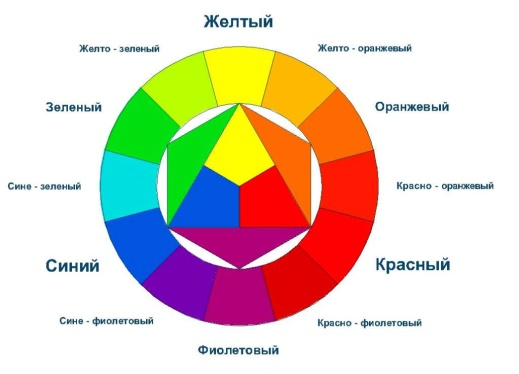 Желтый
Желто - зеленый
Желто - оранжевый
Зеленый
Оранжевый
Сине - зеленый
Красно - оранжевый
Синий
Красный
Сине - фиолетовый
Красно - фиолетовый
Фиолетовый